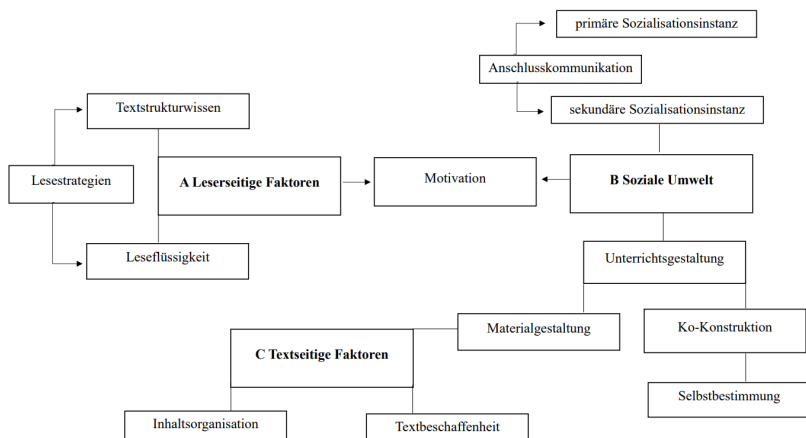 primäre Sozialisationsinstanz
Anschlusskommunikation
Textstrukturwissen
sekundäre Sozialisationsinstanz
Lesestrategien
A Leserseitige Faktoren
Motivation
B Soziale Umwelt
Leseflüssigkeit
Unterrichtsgestaltung
Materialgestaltung
Ko-Konstruktion
C Textseitige Faktoren
Selbstbestimmung
Inhaltsorganisation
Textbeschaffenheit